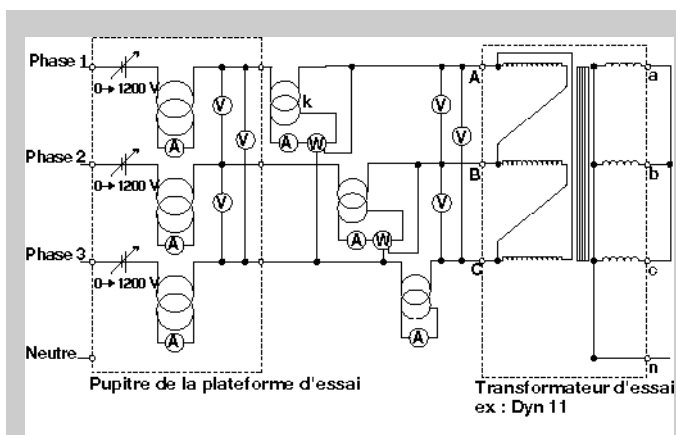 Phase 1
0→ 1200 V
A
V
V
k
A
W
V
V
A
a
Phase 2
0→ 1200 V
A
V
A
W
V
B
b
Phase 3
0→ 1200 V
A
A
C
c
Neutre
n
Pupitre de la plateforme d'essai
Transformateur d'essai
ex : Dyn 11